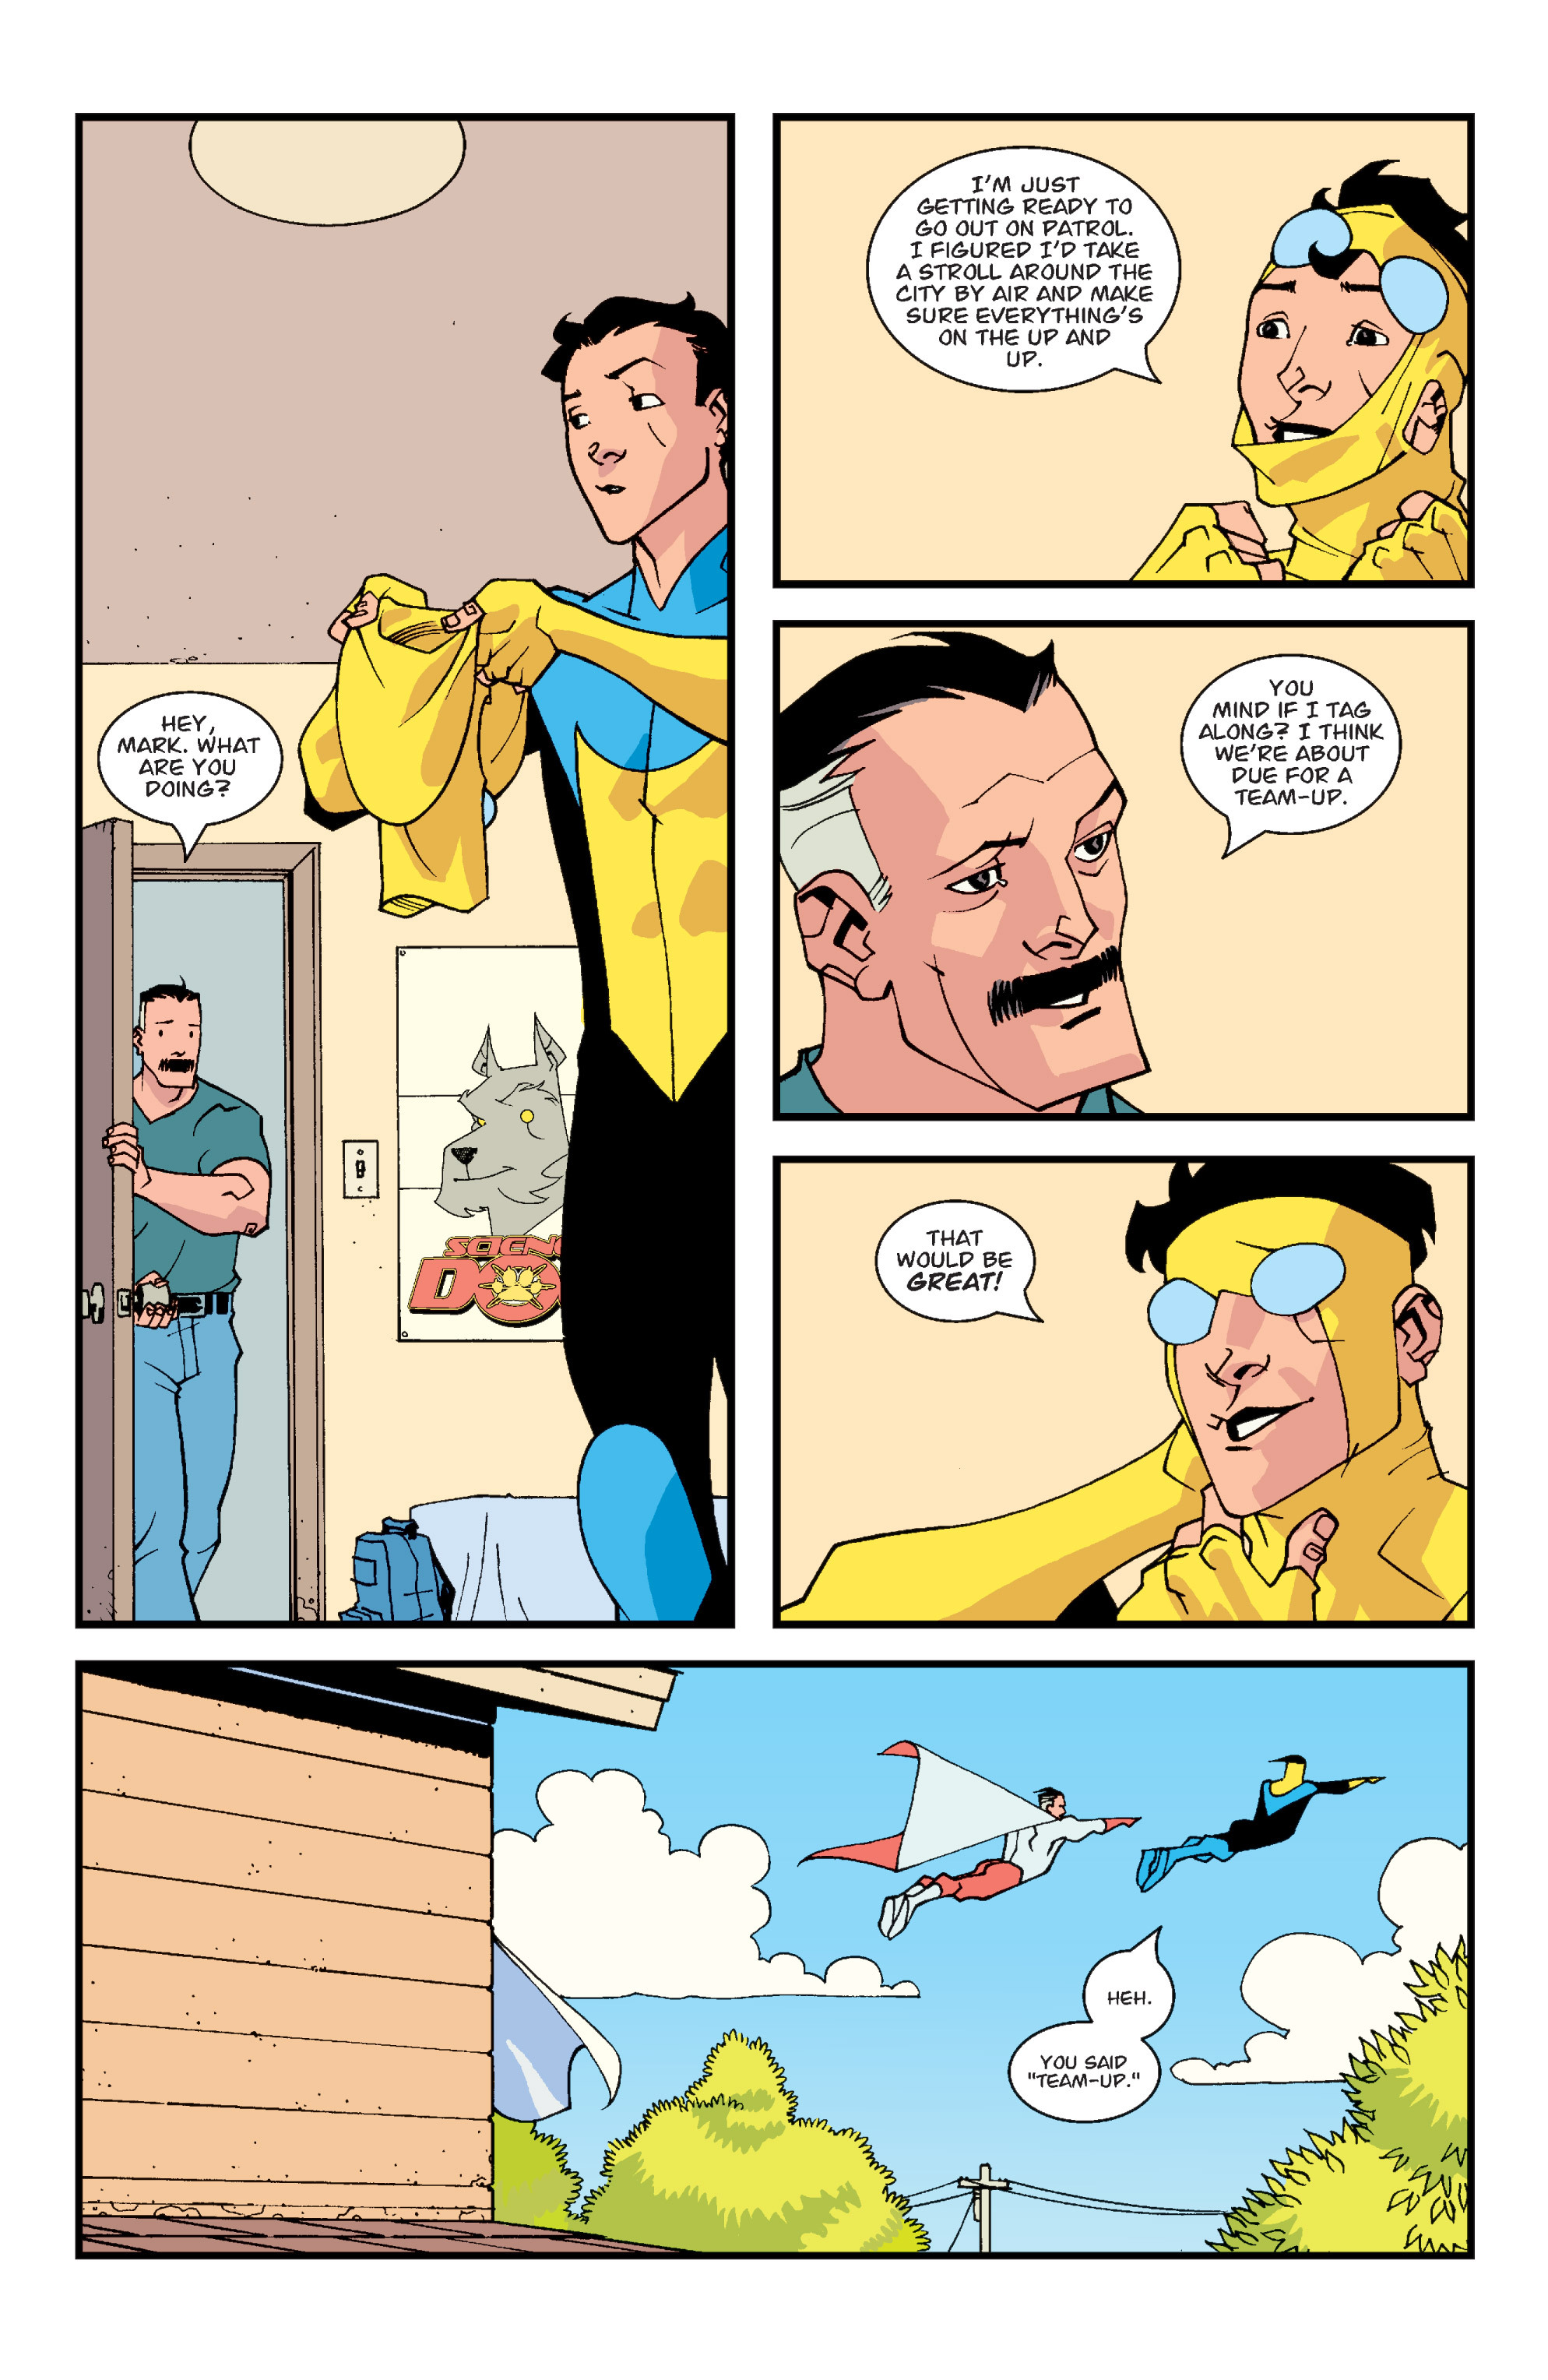 HEY,
MARK. WHAT
ARE YOU
DOING?
SCIENC
DO
I'M JUST
GETTING READY TO
GO OUT ON PATROL.
I FIGURED I'D TAKE
A STROLL AROUND THE
CITY BY AIR AND MAKE
SURE EVERYTHING'S
ON THE UP AND
UP.
YOU
MIND IF I TAG
ALONG? I THINK
WE'RE ABOUT
DUE FOR A
TEAM-UP.
THAT
WOULD BE
GREAT!
HEH.
YOU SAID
"TEAM-UP."